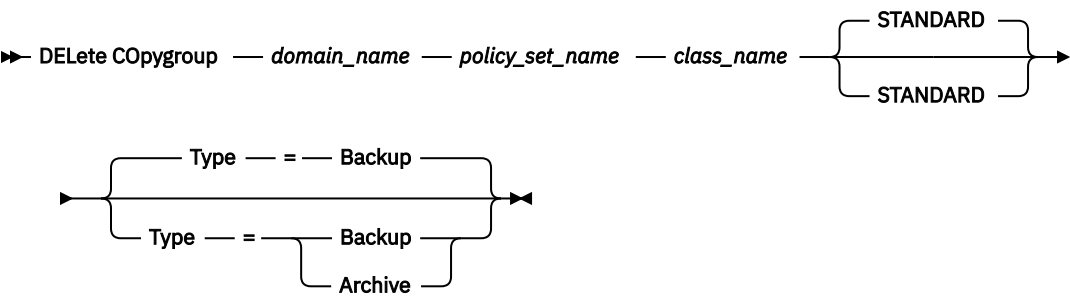 STANDARD
DELete COpygroup domain_name policy_set_name class_name
STANDARD
Type = Backup
Type = Backup
Archive